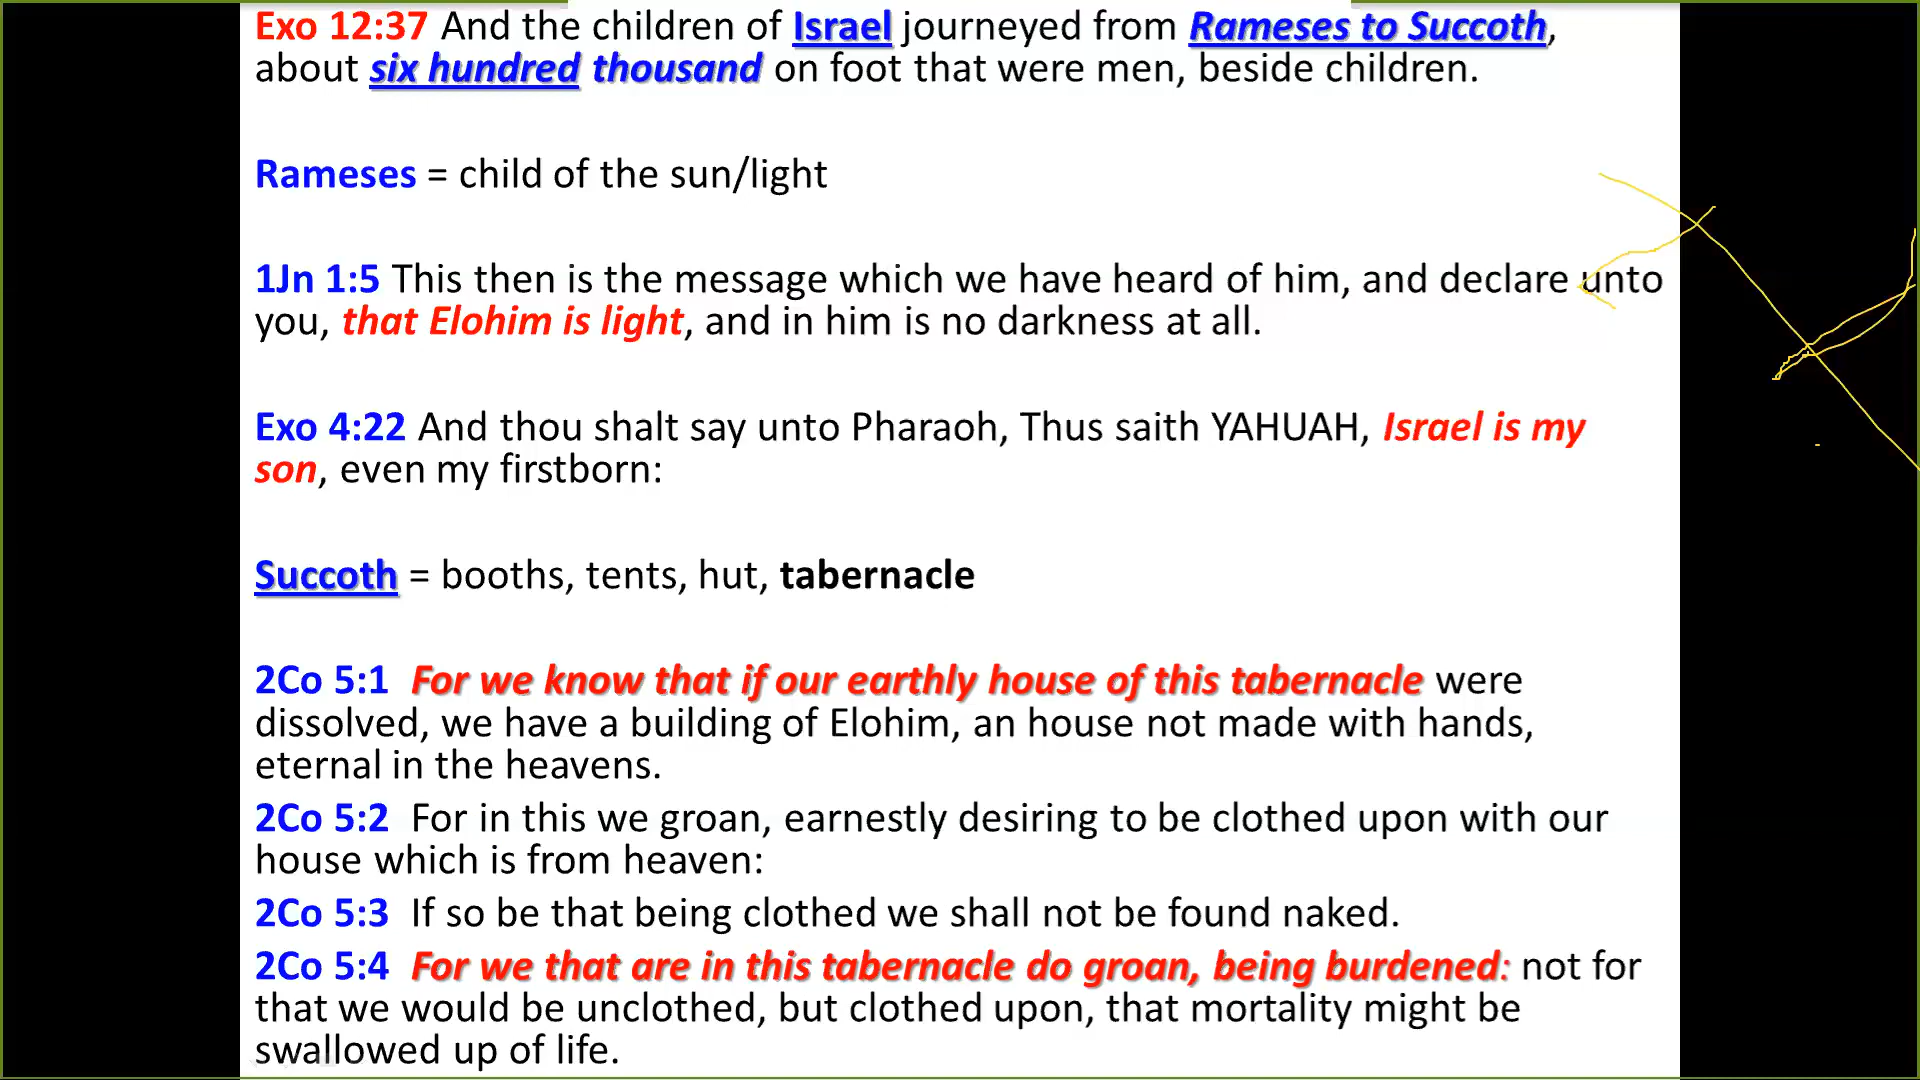 Exo 12:37 And the children of Israel journeyed from Rameses to Succoth,
about six hundred thousand on foot that were men, beside children.
Rameses = child of the sun/light
1Jn 1:5 This then is the message which we have heard of him, and declare unto
you, that Elohim is light, and in him is no darkness at all.
Exo 4:22 And thou shalt say unto Pharaoh, Thus saith YAHUAH, Israel is my
son, even my firstborn:
Succoth = booths, tents, hut, tabernacle
2Co 5:1 For we know that if our earthly house of this tabernacle were
dissolved, we have a building of Elohim, an house not made with hands,
eternal in the heavens.
2Co 5:2 For in this we groan, earnestly desiring to be clothed upon with our
house which is from heaven:
2Co 5:3 If so be that being clothed we shall not be found naked.
2Co 5:4 For we that are in this tabernacle do groan, being burdened: not for
that we would be unclothed, but clothed upon, that mortality might be
swallowed up of life.